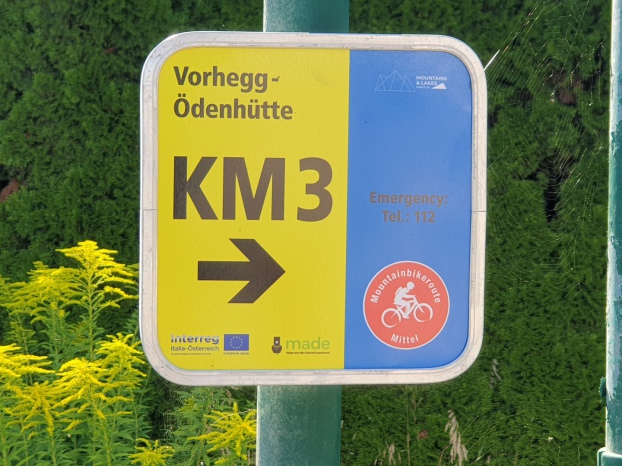 Vorhegg-
Ödenhütte
KM3
MOUNTAINS
& LAKES
Emergency:
Tel.: 112
Mountainbikeroute
Mittel
Interreg
Italia-Österreich
made